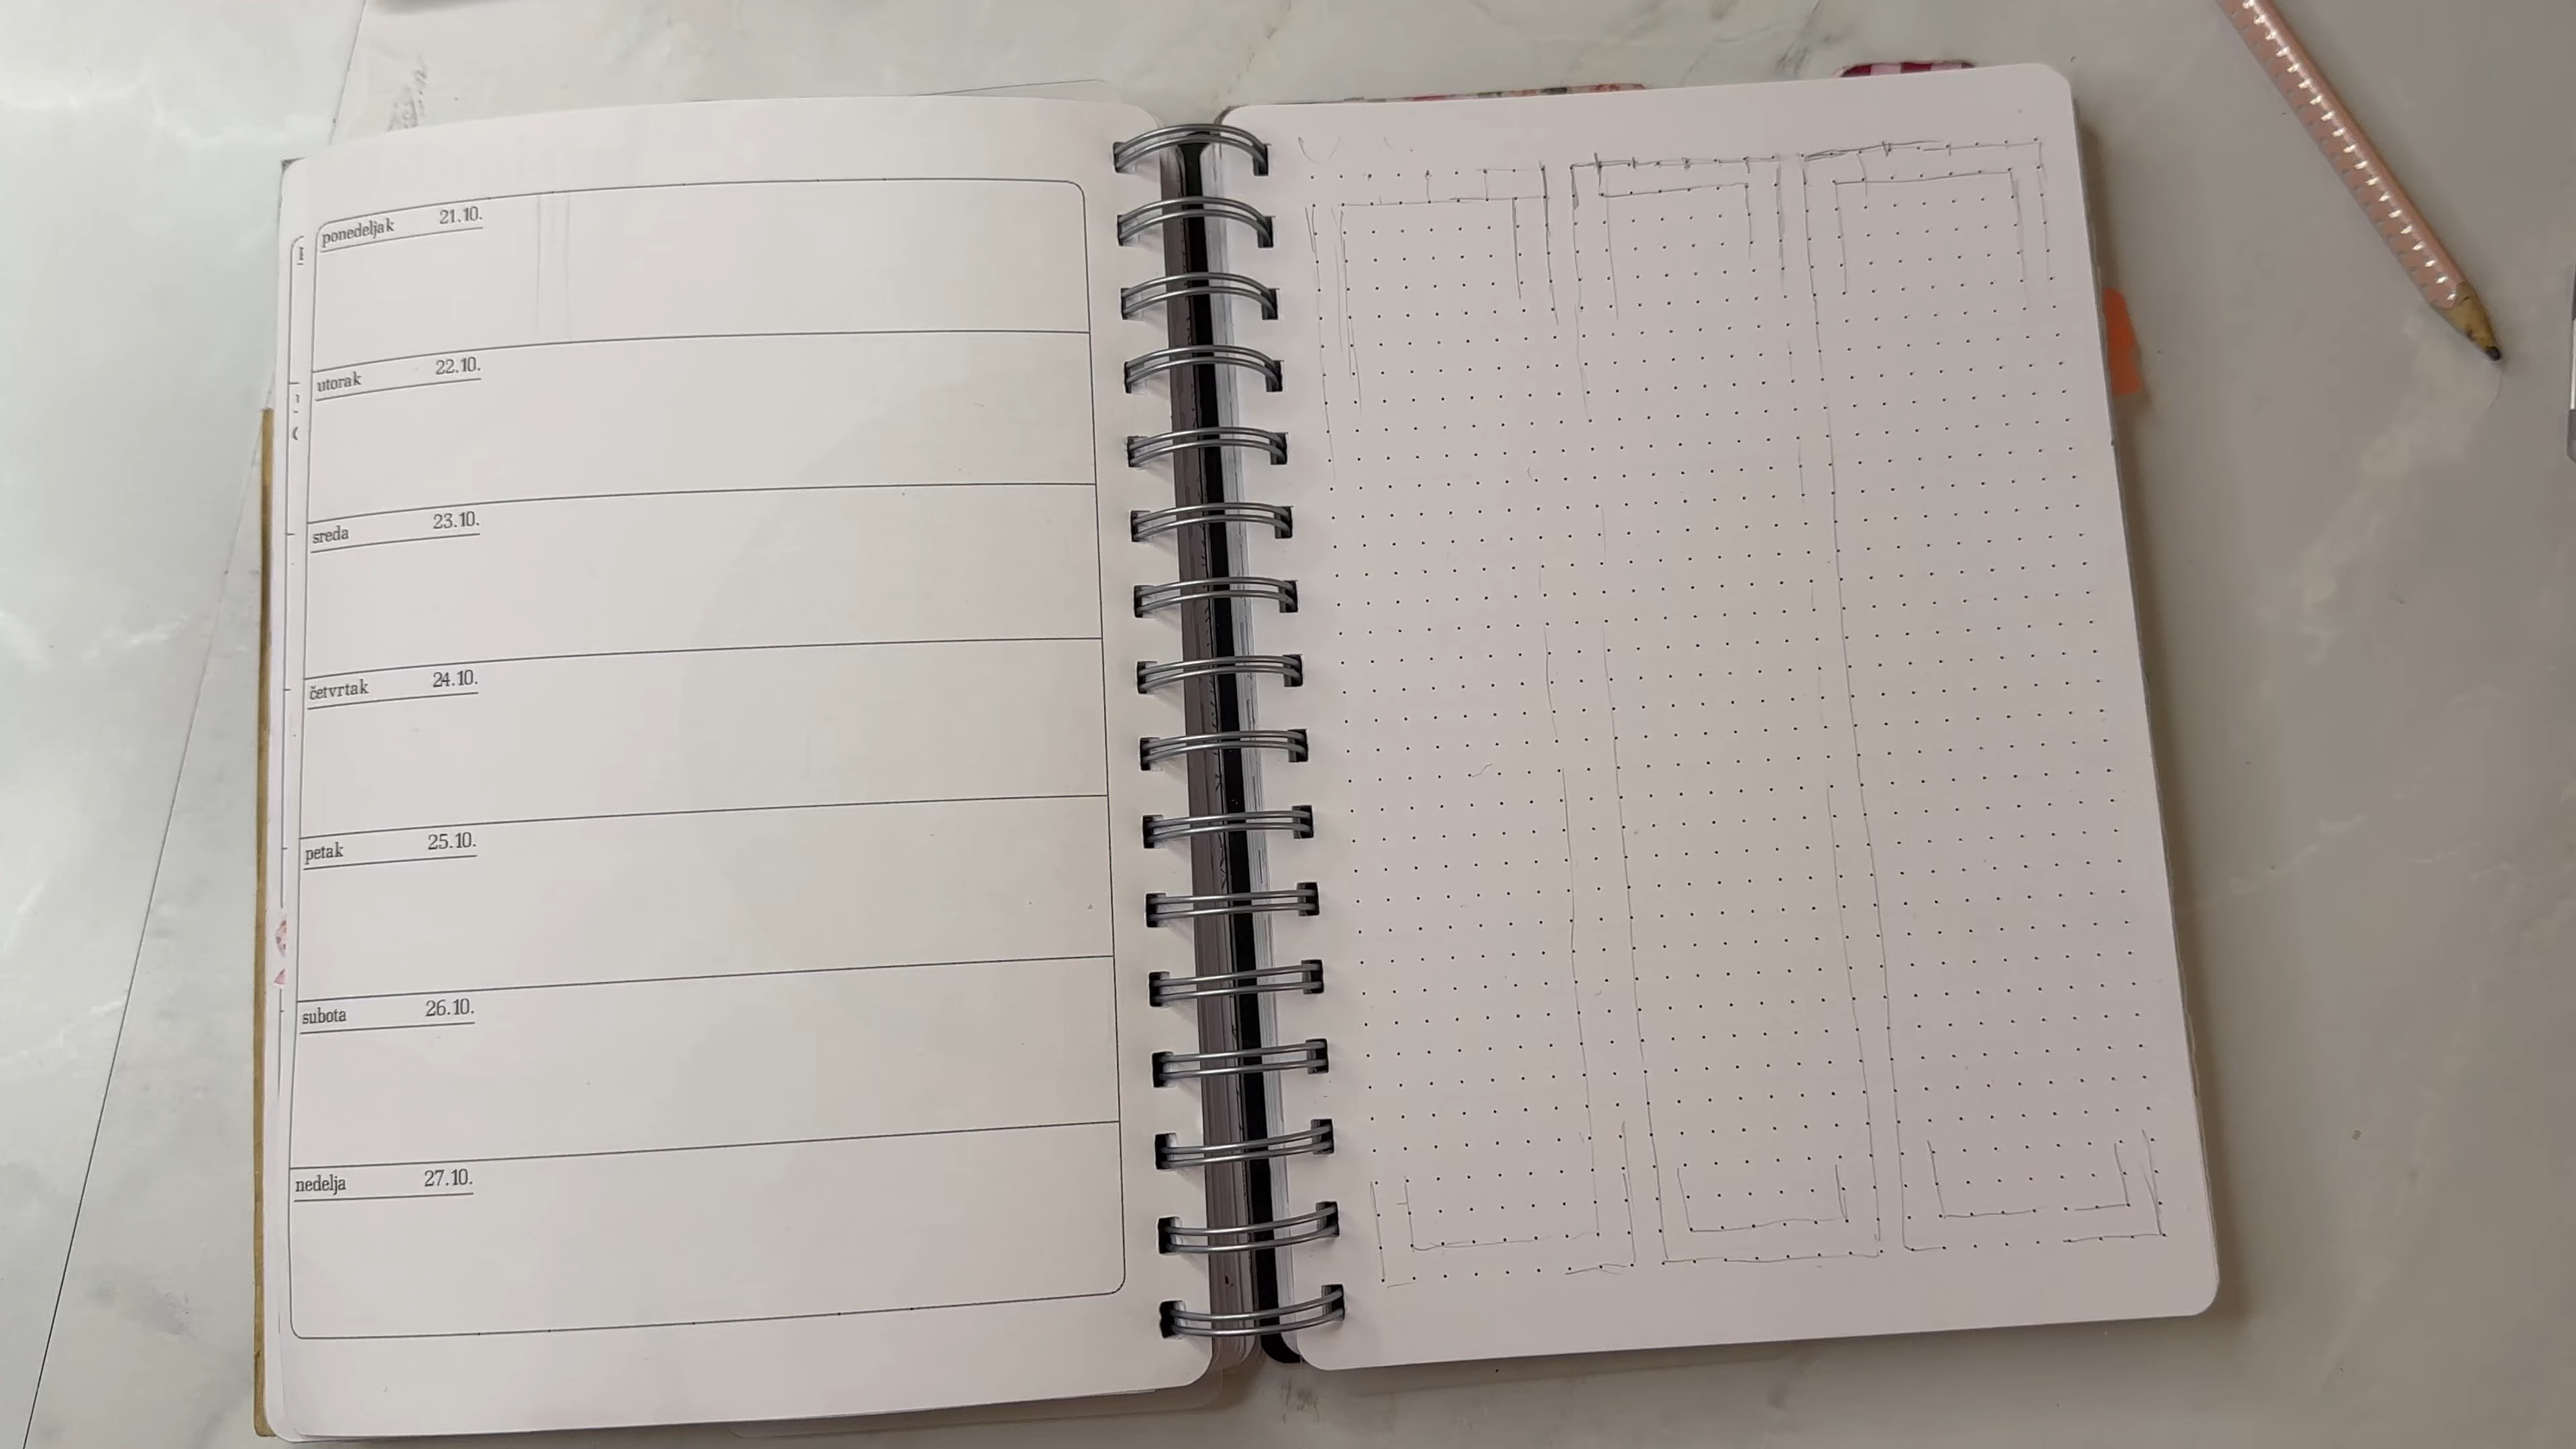 ponedeljak 21.10.
utorak 22.10.
sreda 23.10.
četvrtak 24.10.
petak 25.10.
subota 26.10.
nedelja 27.10.